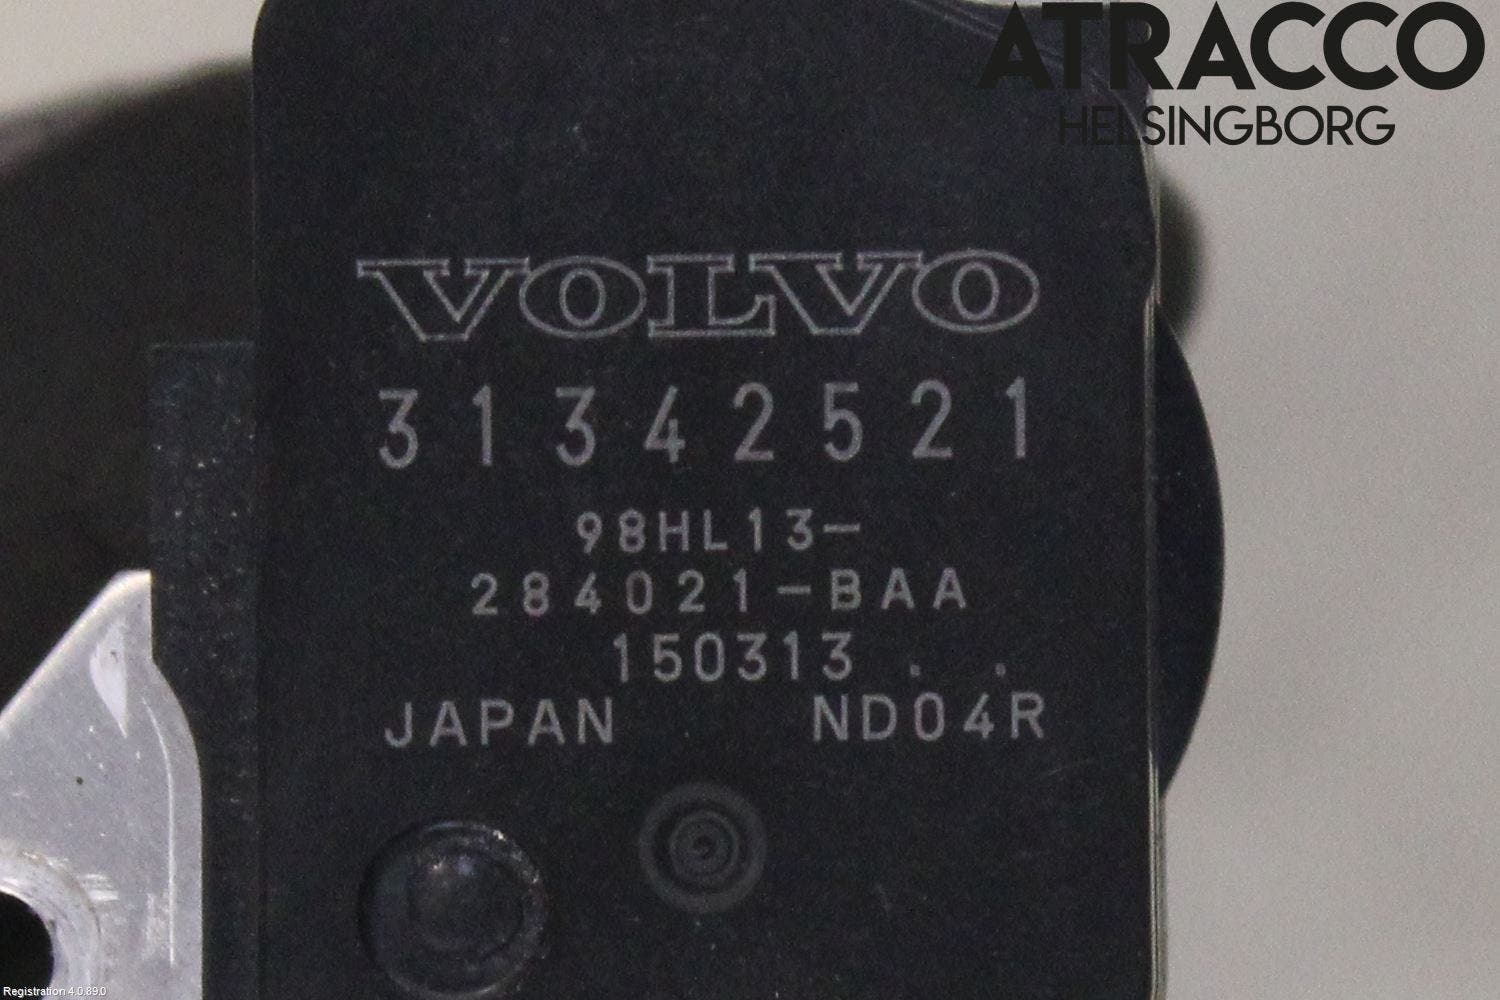 ATRACCO
HELSINGBORG
VOLVO
31342521
98HL13-
284021-BAA
150313 . .
JAPAN ND04R
Registration 4.0.89.0